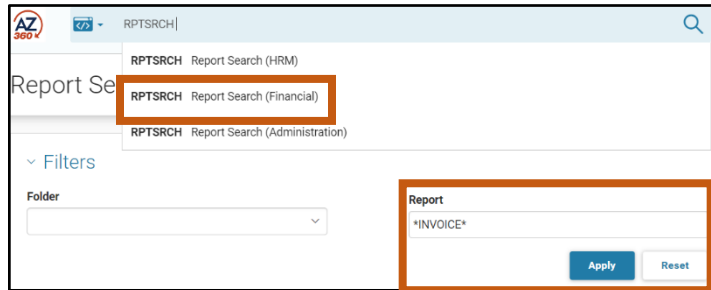 AZ
360
</> RPTSRCH
RPTSRCH Report Search (HRM)
Report Se
RPTSRCH Report Search (Financial)
RPTSRCH Report Search (Administration)
Filters
Folder
Report
*INVOICE*
Apply Reset